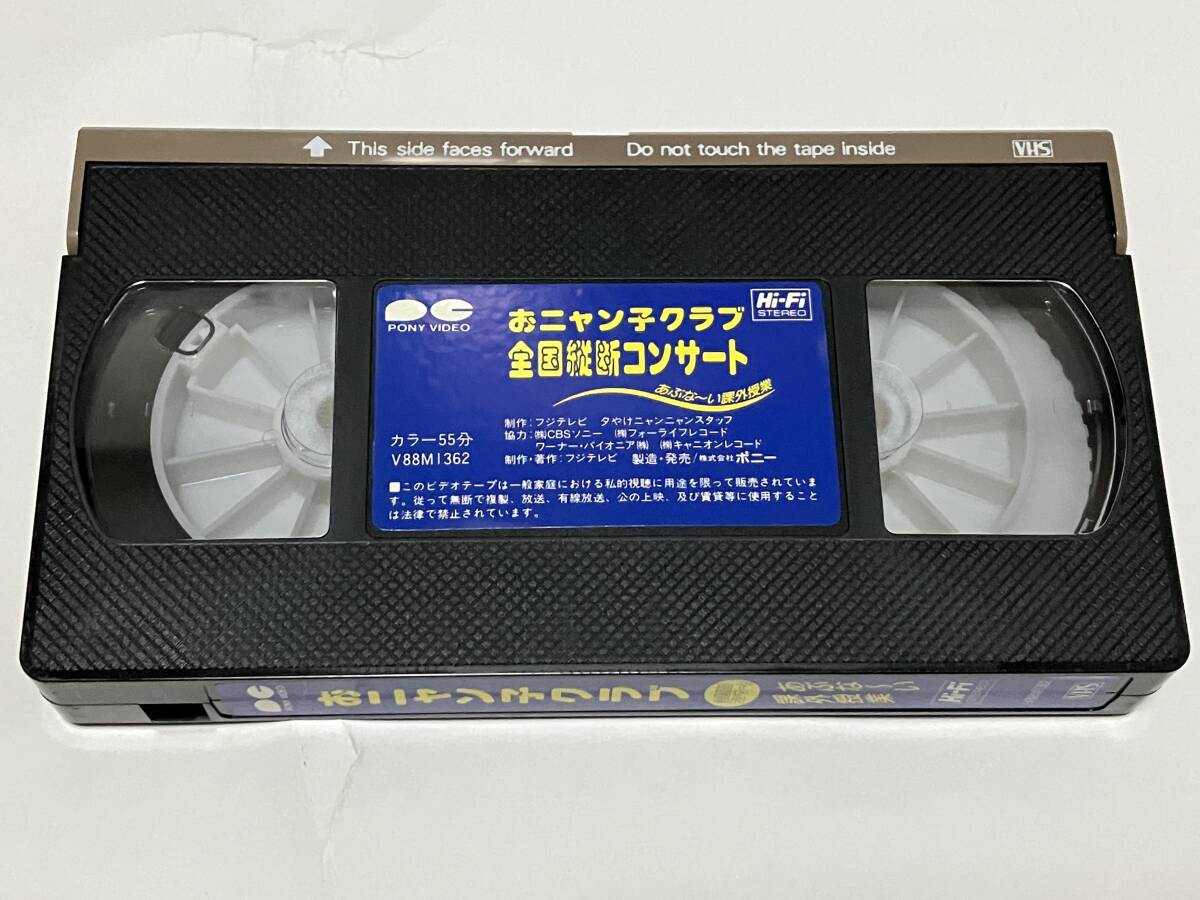 This side faces forward Do not touch the tape inside VHS
PONY VIDEO
Hi-Fi
STEREO
おニャン子クラブ
全国縦断コンサート
あぶな〜い課外授業
カラー55分
V88M1362
制作:フジテレビ 夕やけニャンニャンスタッフ
協力:㈱CBSソニー ㈱フォーライフレコード
ワーナー・パイオニア㈱ ㈱キャニオンレコード
制作・著作:フジテレビ 製造・発売/株式会社ポニー
■このビデオテープは一般家庭における私的視聴に用途を限って販売されていま
す。従って無断で複製、放送、有線放送、公の上映、及び賃貸等に使用すること
は法律で禁止されています。
おニャン子クラブ
あぶな〜い
課外授業
Hi-Fi
VHS